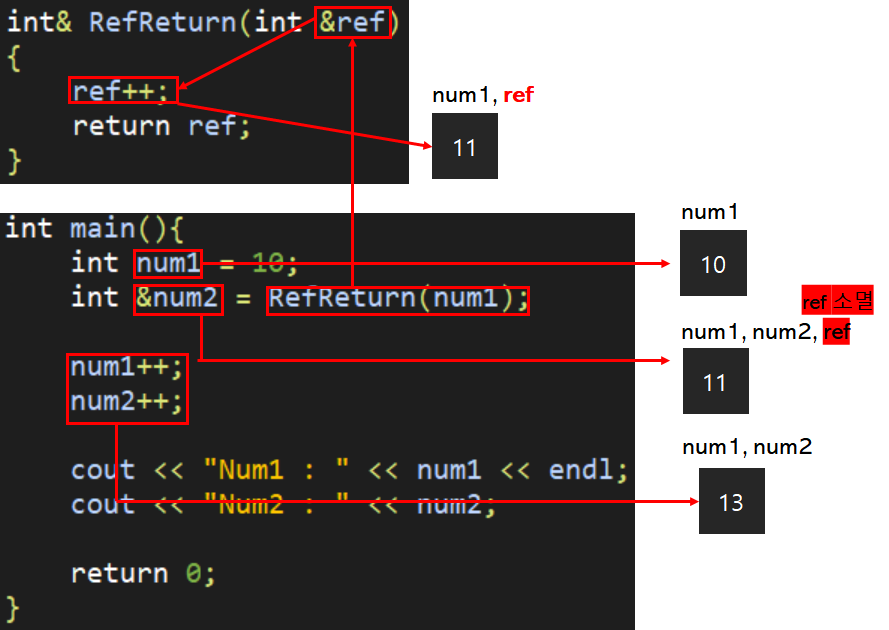 int& RefReturn(int &ref)
{
ref++;
return ref;
}
num1, ref
11
int main(){
int num1 = 10;
int &num2 = RefReturn(num1);
num1++;
num2++;
cout << "Num1 : " << num1 << endl;
cout << "Num2 : " << num2;
return 0;
}
num1
10
ref 소멸
num1, num2, ref
11
num1, num2
13